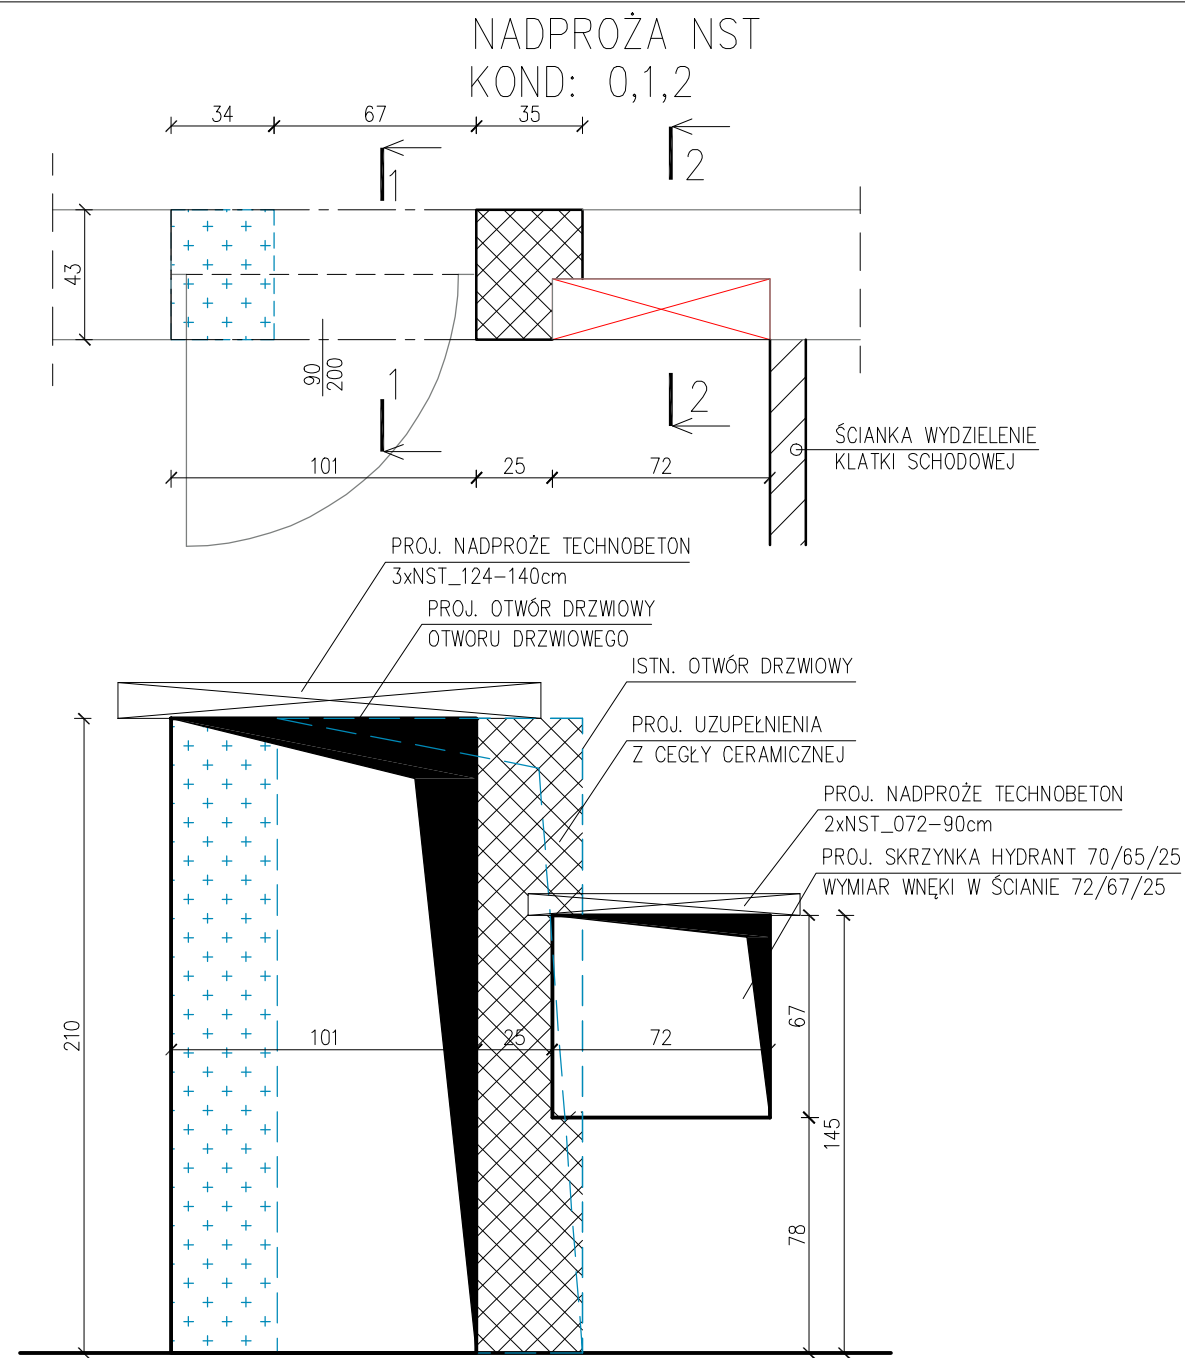 NADPROŻA NST
KOND: 0,1,2
34
67
35
1
2
43
90
200
1
2
ŚCIANKA WYDZIELENIE
KLATKI SCHODOWEJ
101
25
72
PROJ. NADPROŻE TECHNOBETON
3xNST_124-140cm
PROJ. OTWÓR DRZWIOWY
OTWORU DRZWIOWEGO
ISTN. OTWÓR DRZWIOWY
PROJ. UZUPEŁNIENIA
Z CEGŁY CERAMICZNEJ
PROJ. NADPROŻE TECHNOBETON
2xNST_072-90cm
PROJ. SKRZYNKA HYDRANT 70/65/25
WYMIAR WNĘKI W ŚCIANIE 72/67/25
210
101
25
72
67
145
78